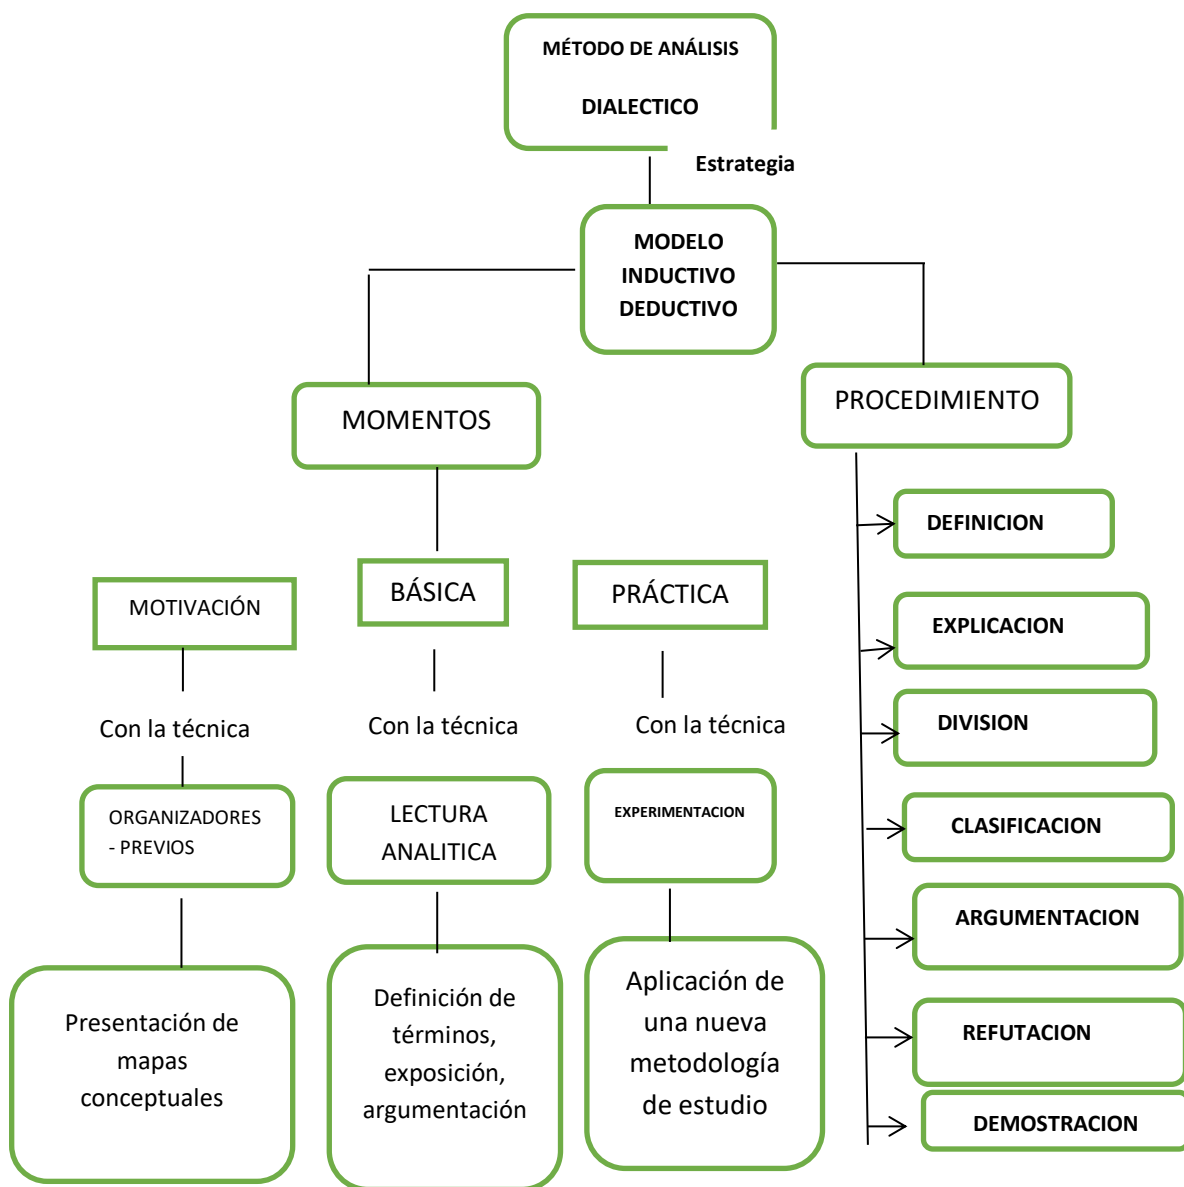 MÉTODO DE ANÁLISIS
DIALECTICO
Estrategia
MODELO
INDUCTIVO
DEDUCTIVO
MOMENTOS
PROCEDIMIENTO
MOTIVACIÓN
BÁSICA
PRÁCTICA
Con la técnica
Con la técnica
Con la técnica
ORGANIZADORES
- PREVIOS
LECTURA
ANALITICA
EXPERIMENTACION
Presentación de
mapas
conceptuales
Definición de
términos,
exposición,
argumentación
Aplicación de
una nueva
metodología
de estudio
DEFINICION
EXPLICACION
DIVISION
CLASIFICACION
ARGUMENTACION
REFUTACION
DEMOSTRACION